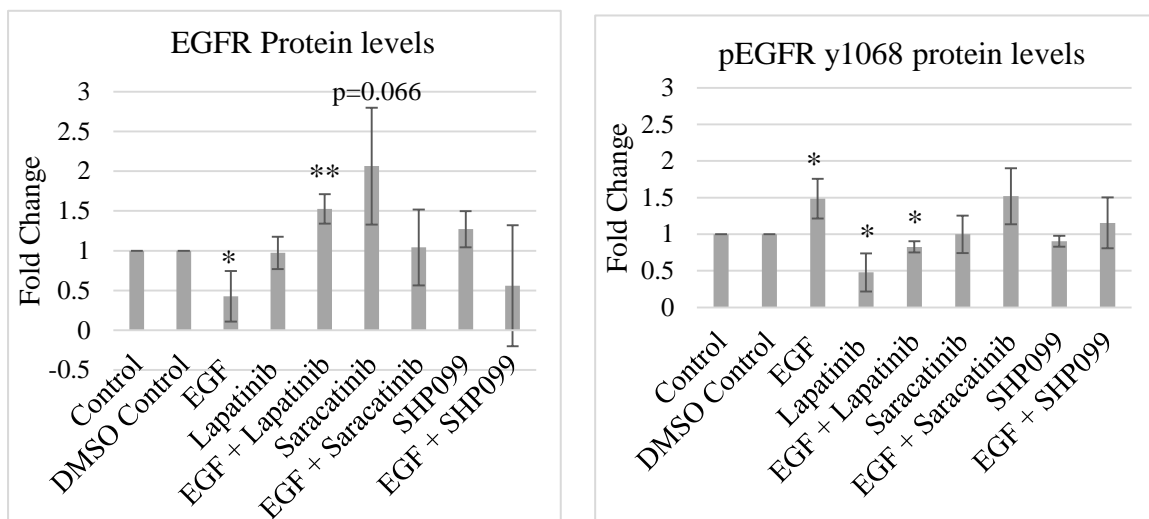 EGFR Protein levels
p=0.066
3
2.5
2
1.5
1
0.5
0
-0.5
Fold Change
*
**
Control
DMSO Control
EGF
Lapatinib
EGF + Lapatinib
Saracatinib
EGF + Saracatinib
SHP099
EGF + SHP099
pEGFR y1068 protein levels
3
2.5
2
1.5
1
0.5
0
Fold Change
*
*
*
Control
DMSO Control
EGF
Lapatinib
EGF + Lapatinib
Saracatinib
EGF + Saracatinib
SHP099
EGF + SHP099